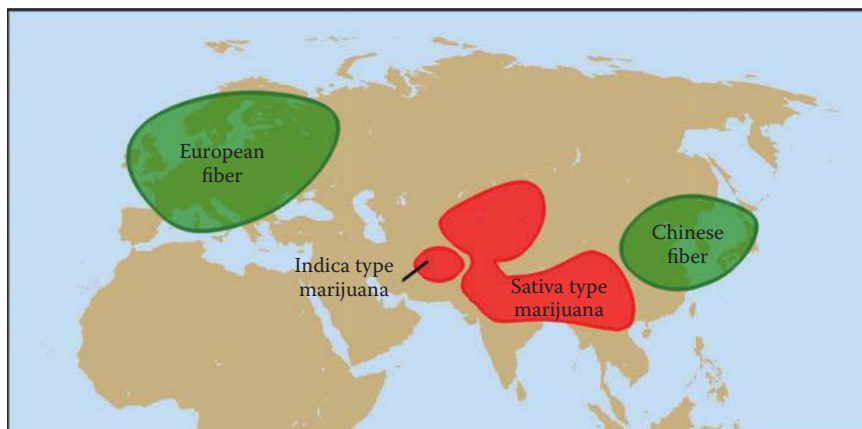 European
fiber
Chinese
fiber
Indica type
marijuana
Sativa type
marijuana